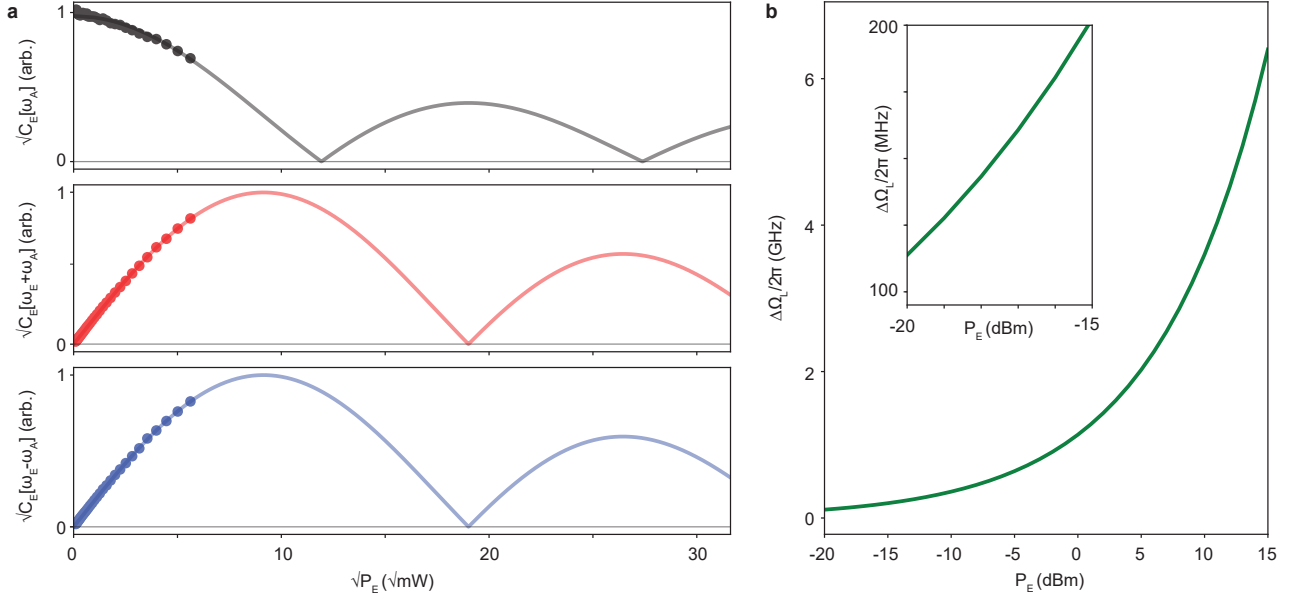 a
√C_E[ω_A] (arb.)
1
0
√C_E[ω_E+ω_A] (arb.)
1
0
√C_E[ω_E-ω_A] (arb.)
1
0
0 10 20 30
√P_E (√mW)
b
ΔΩ_L/2π (GHz)
6
4
2
0
-20 -15 -10 -5 0 5 10 15
P_E (dBm)
ΔΩ_L/2π (MHz)
200
100
-20 -15
P_E (dBm)